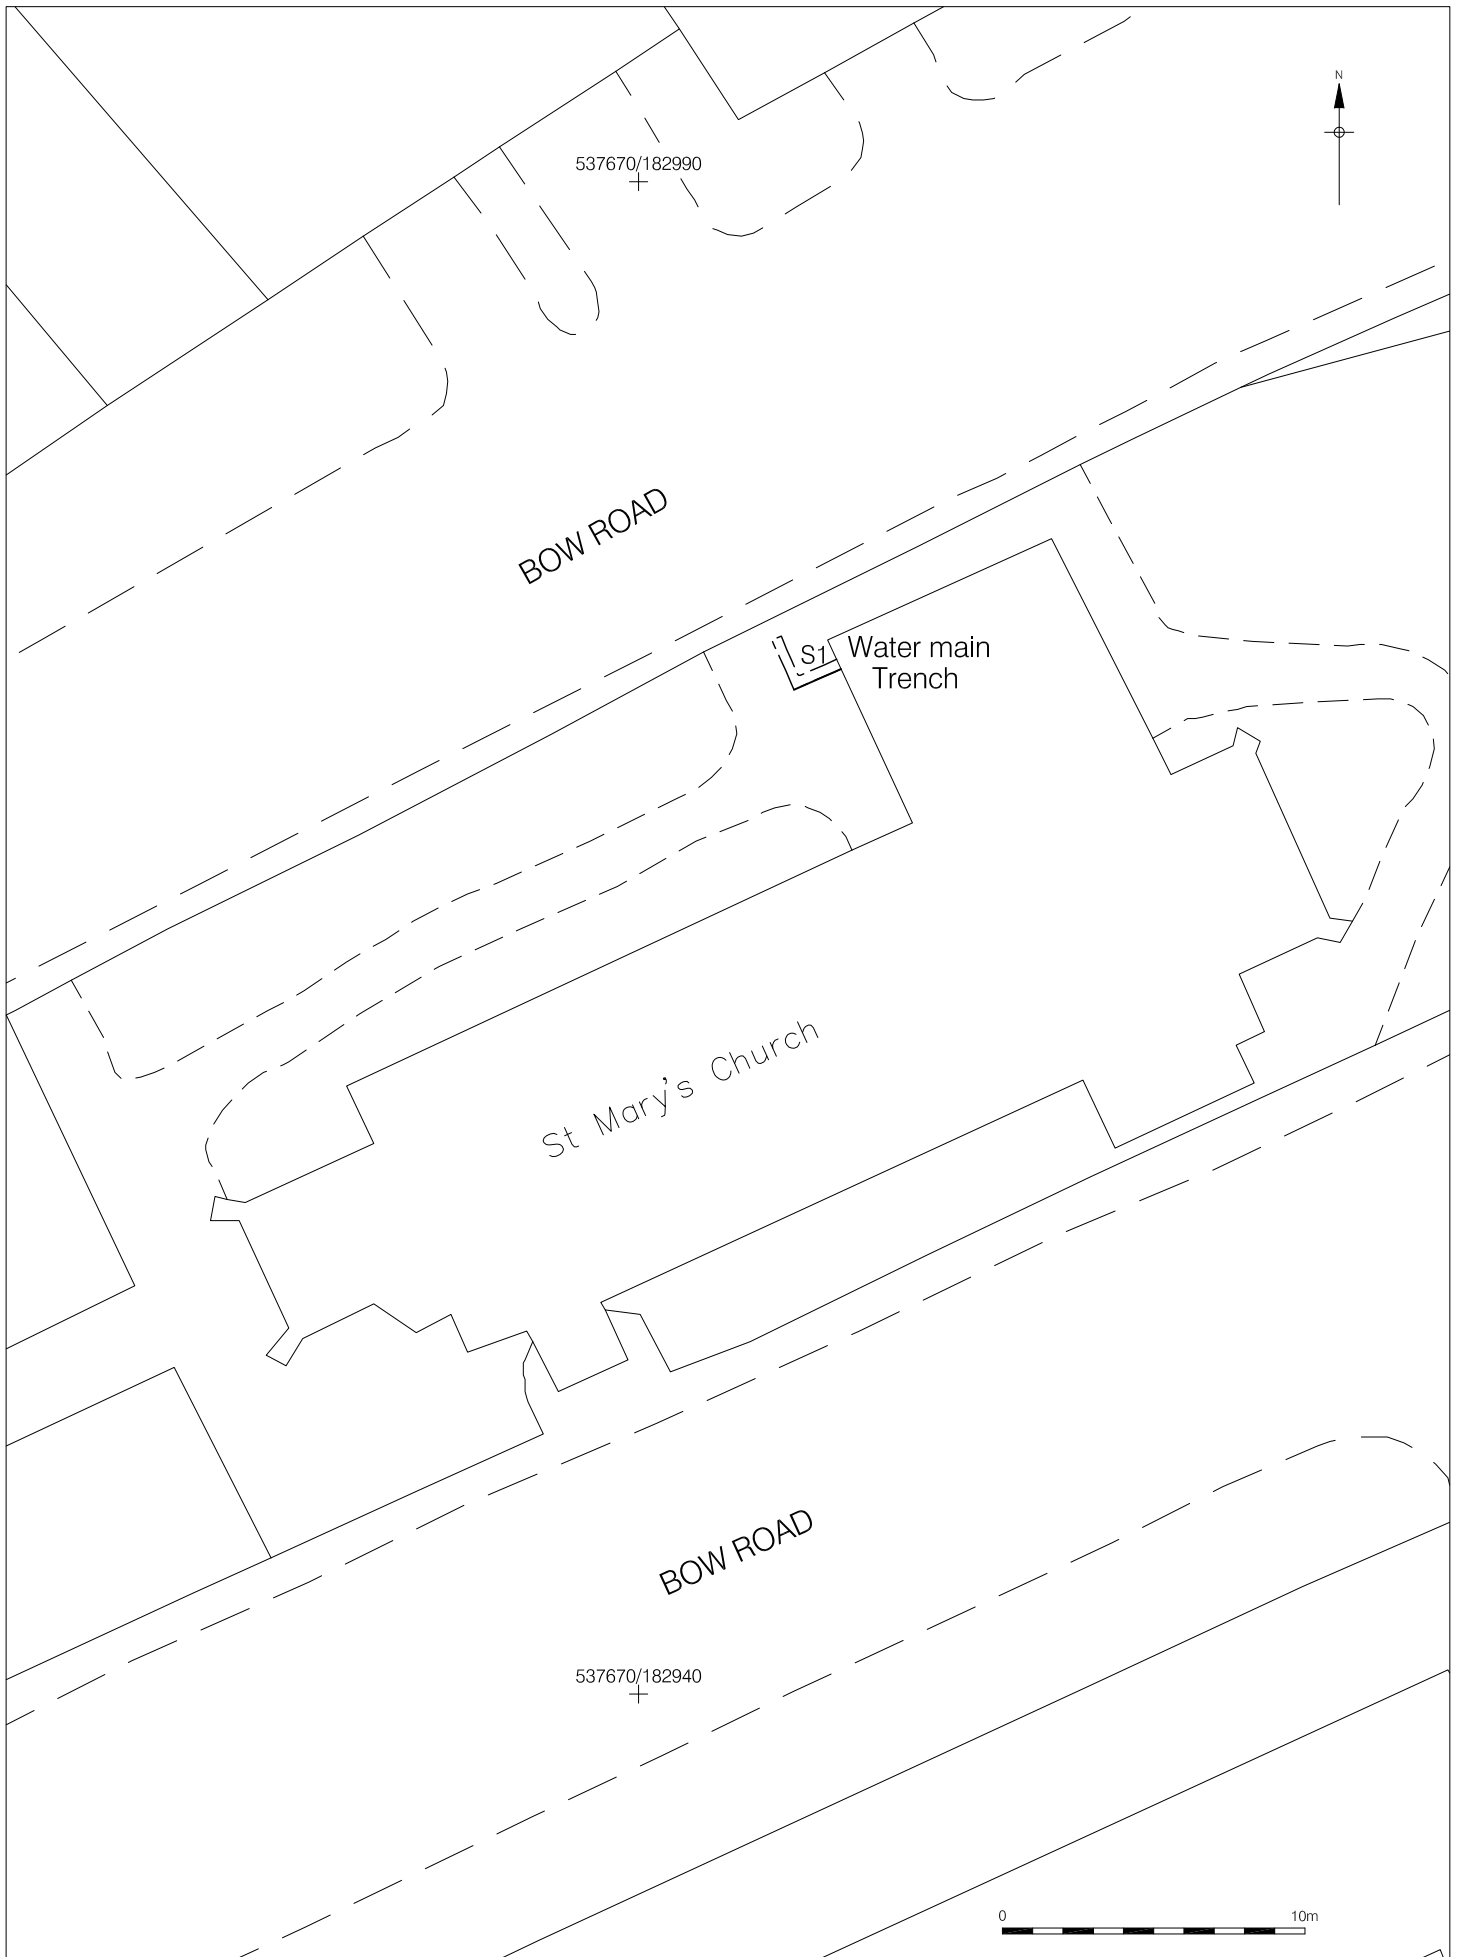 N
537670/182990
BOW ROAD
S1
Water main
Trench
St Mary's Church
BOW ROAD
537670/182940
0 10m